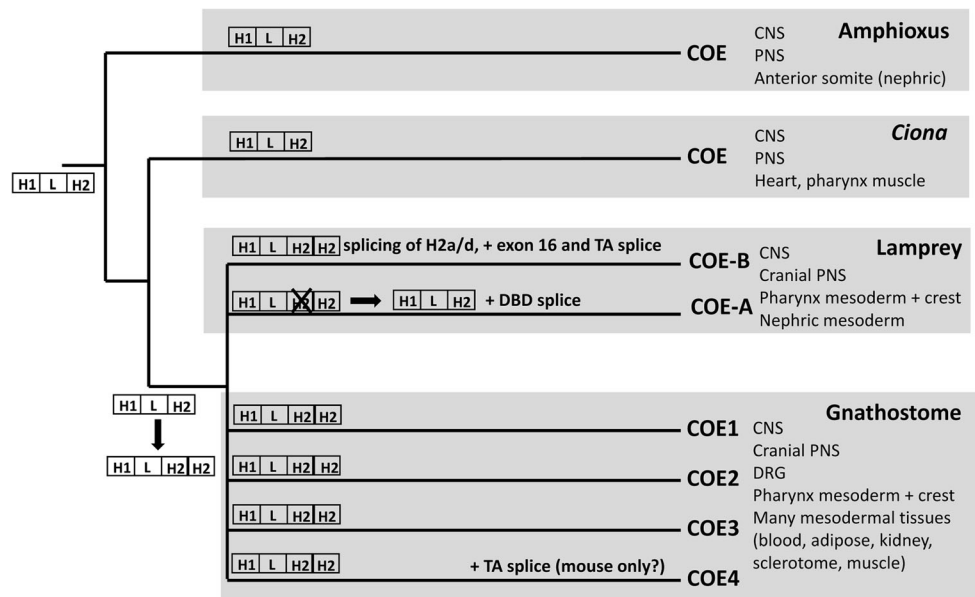 H1 L H2
COE
CNS
PNS
Anterior somite (nephric)
Amphioxus
H1 L H2
COE
CNS
PNS
Heart, pharynx muscle
Ciona
H1 L H2
H1 L H2 H2 splicing of H2a/d, + exon 16 and TA splice
COE-B
H1 L H2 H2 H1 L H2 + DBD splice
COE-A
CNS
Cranial PNS
Pharynx mesoderm + crest
Nephric mesoderm
Lamprey
H1 L H2
H1 L H2 H2
Gnathostome
H1 L H2 H2
COE1
H1 L H2 H2
COE2
H1 L H2 H2
COE3
H1 L H2 H2
+ TA splice (mouse only?)
COE4
CNS
Cranial PNS
DRG
Pharynx mesoderm + crest
Many mesodermal tissues
(blood, adipose, kidney,
sclerotome, muscle)